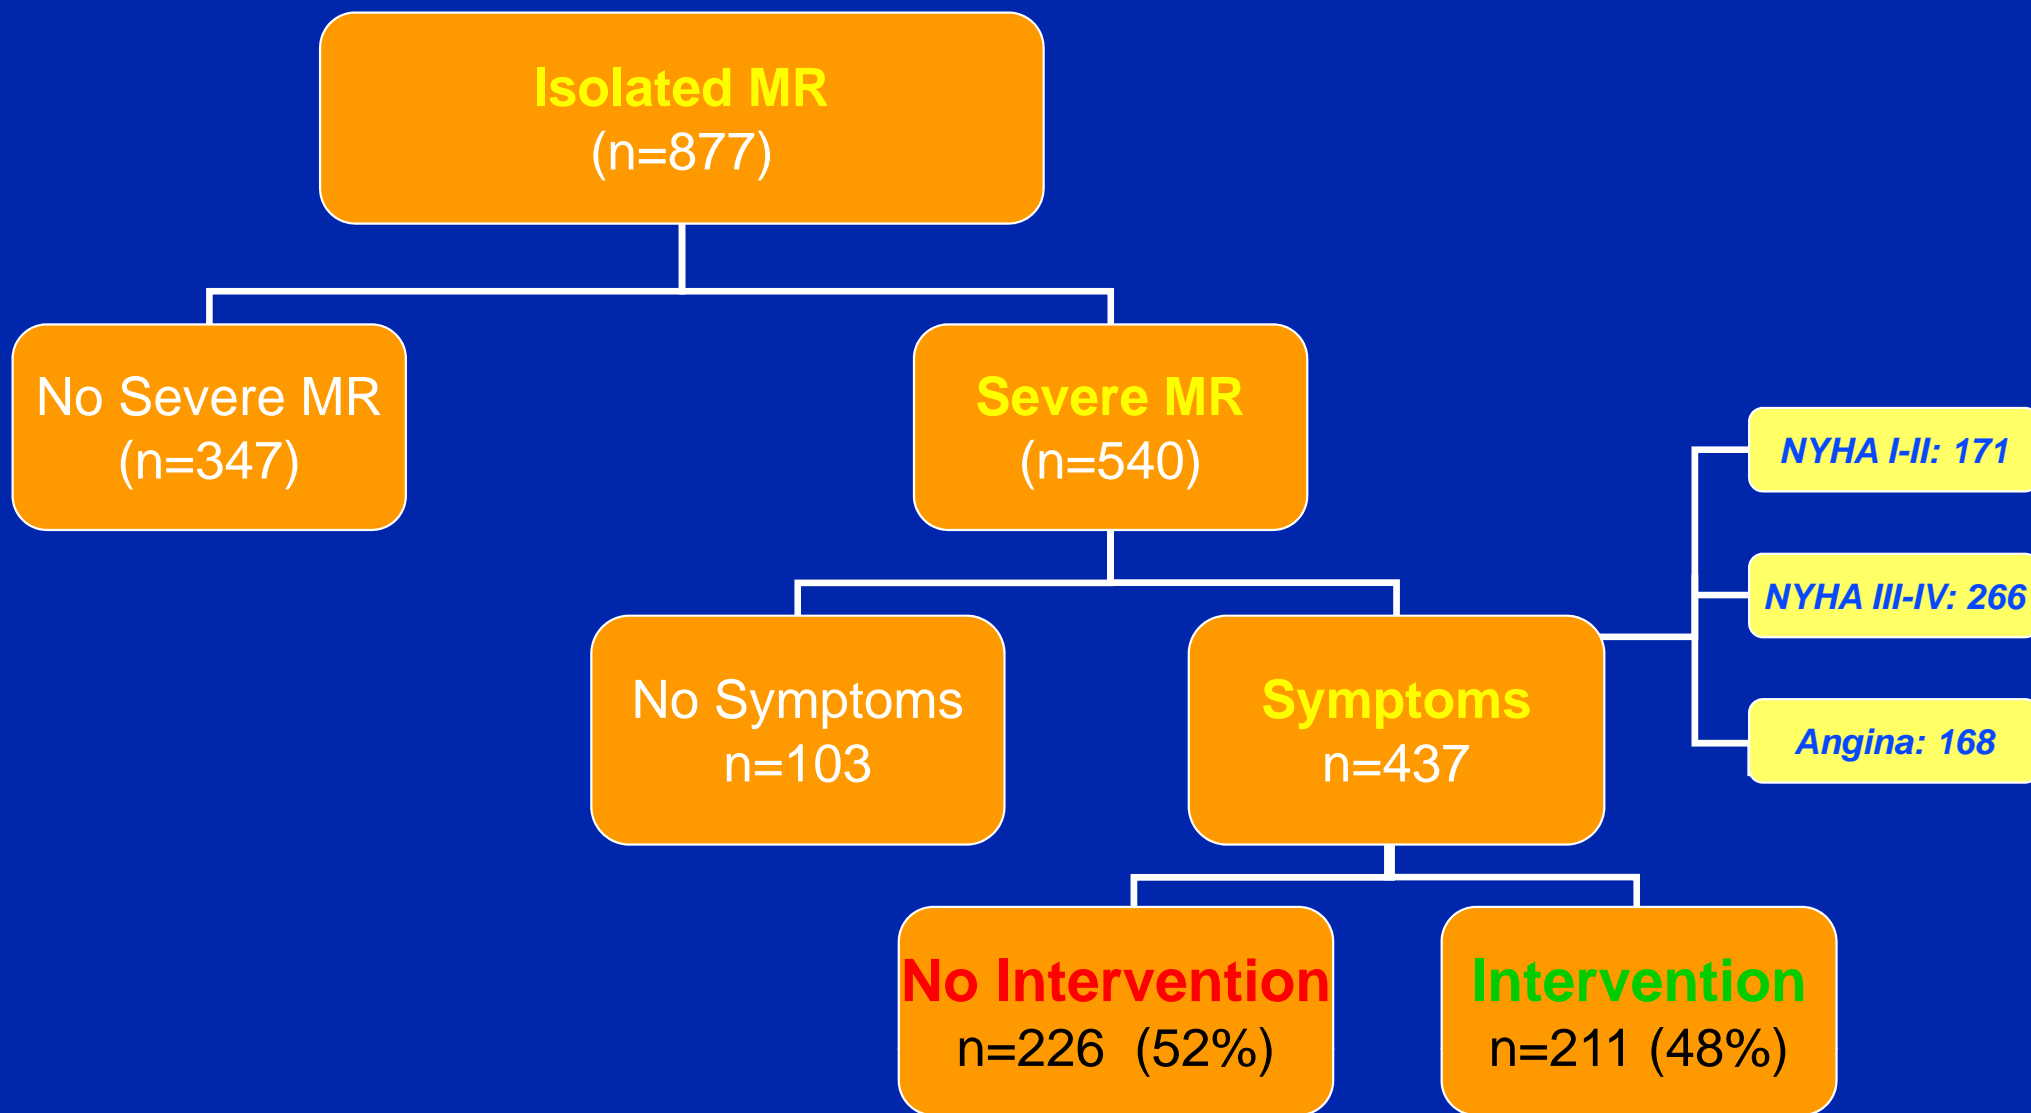 Isolated MR
(n=877)
No Severe MR
(n=347)
Severe MR
(n=540)
NYHA I-II: 171
NYHA III-IV: 266
Angina: 168
No Symptoms
n=103
Symptoms
n=437
No Intervention
n=226 (52%)
Intervention
n=211 (48%)